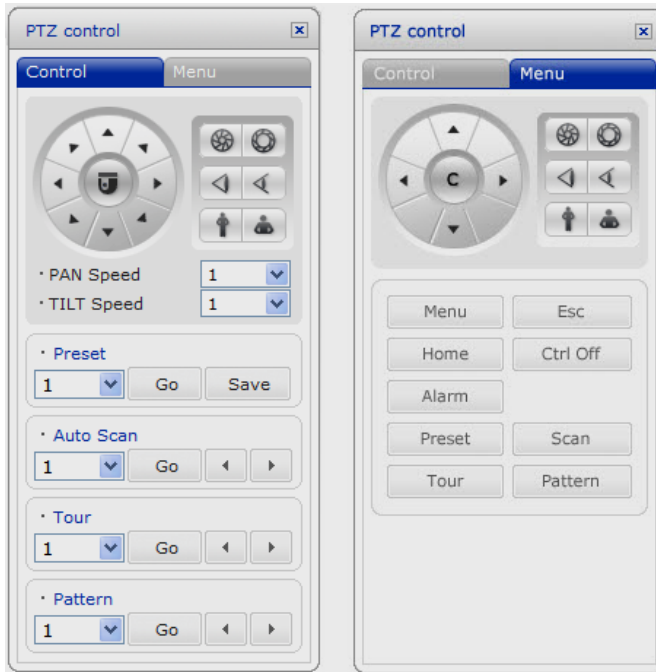 PTZ control
Control Menu
PAN Speed 1
TILT Speed 1
Preset
1 Go Save
Auto Scan
1 Go
Tour
1 Go
Pattern
1 Go
PTZ control
Control Menu
C
Menu Esc
Home Ctrl Off
Alarm
Preset Scan
Tour Pattern